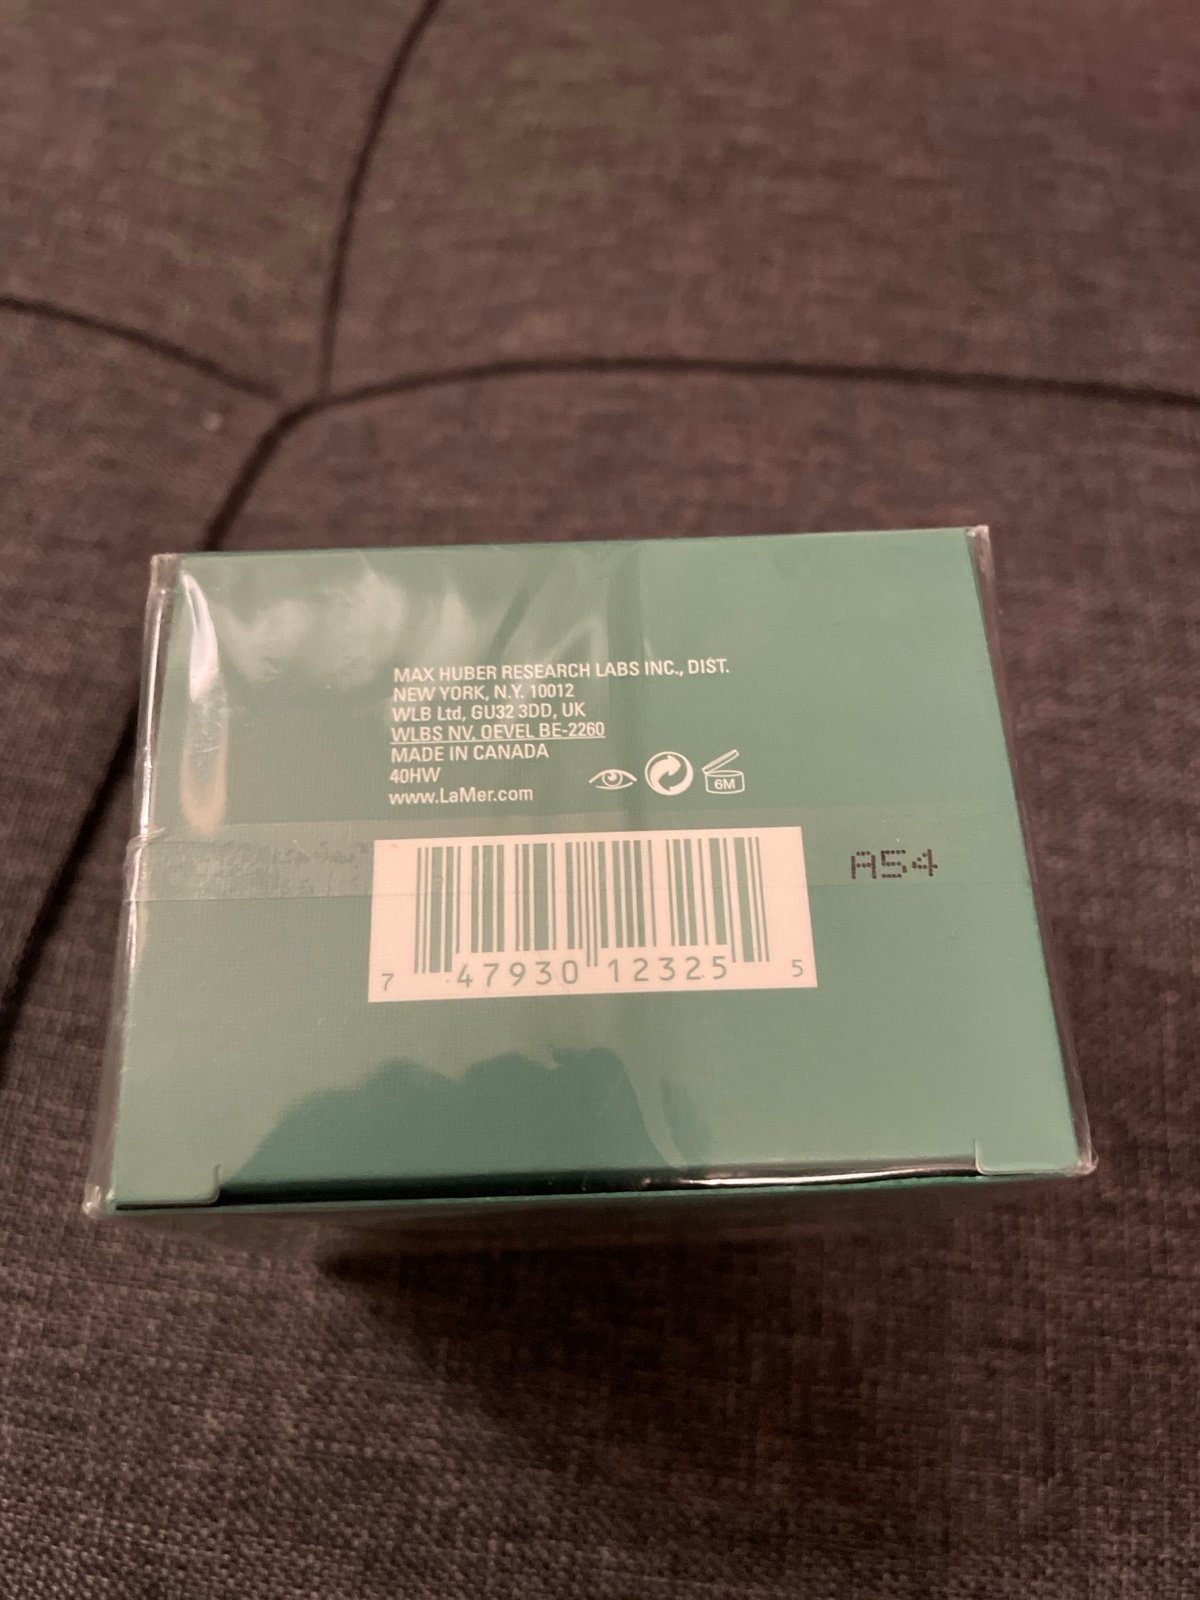 MAX HUBER RESEARCH LABS INC., DIST.
NEW YORK, N.Y. 10012
WLB Ltd, GU32 3DD, UK
WLBS NV, OEVEL BE-2260
MADE IN CANADA
40HW
www.LaMer.com
6M
A54
7 47930 12325 5